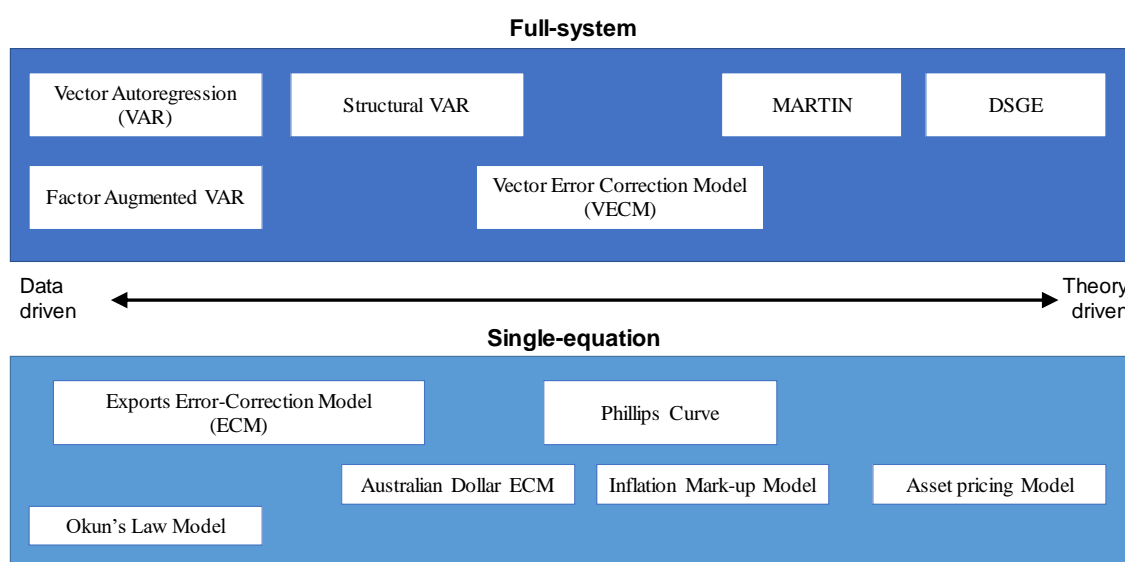 Full-system
Vector Autoregression
(VAR)
Structural VAR
MARTIN
DSGE
Factor Augmented VAR
Vector Error Correction Model
(VECM)
Data
driven
Theory
driven
Single-equation
Exports Error-Correction Model
(ECM)
Phillips Curve
Australian Dollar ECM
Inflation Mark-up Model
Asset pricing Model
Okun's Law Model